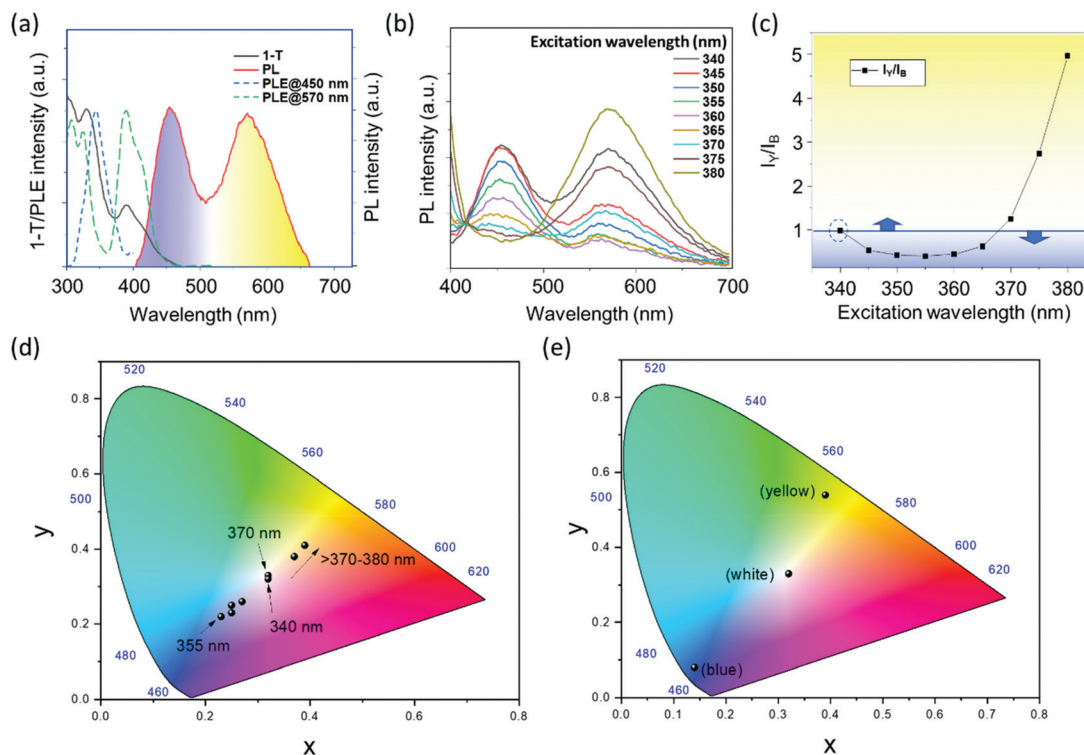 (a)
1-T/PLE intensity (a.u.)
1-T
PL
PLE@450 nm
PLE@570 nm
PL intensity (a.u.)
300 400 500 600 700
Wavelength (nm)
(b)
PL intensity (a.u.)
Excitation wavelength (nm)
340
345
350
355
360
365
370
375
380
400 500 600 700
Wavelength (nm)
(c)
I_Y/I_B
I_Y/I_B
5
4
3
2
1
340 350 360 370 380
Excitation wavelength (nm)
(d)
y
0.8
0.6
0.4
0.2
0.0
520
540
560
580
600
620
500
480
460
370 nm
>370-380 nm
340 nm
355 nm
0.0 0.2 0.4 0.6 0.8
x
(e)
y
0.8
0.6
0.4
0.2
0.0
520
540
560
580
600
620
500
480
460
(yellow)
(white)
(blue)
0.0 0.1 0.2 0.3 0.4 0.5 0.6 0.7 0.8
x